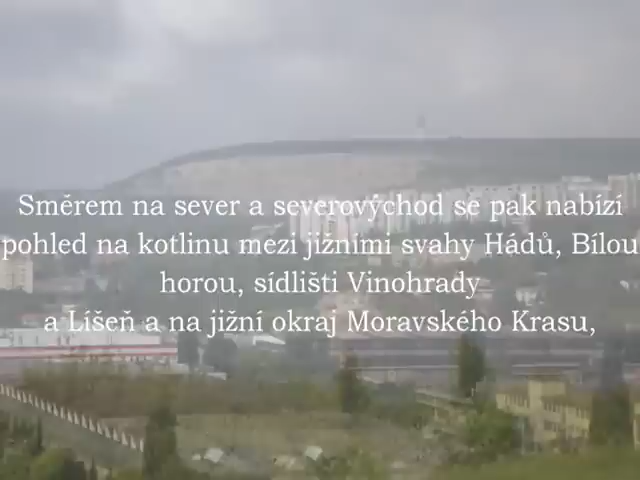 Směrem na sever a severovýchod se pak nabízí
pohled na kotlinu mezi jižními svahy Hádů, Bílou
horou, sídlišti Vinohrady
a Líšeň a na jižní okraj Moravského Krasu,